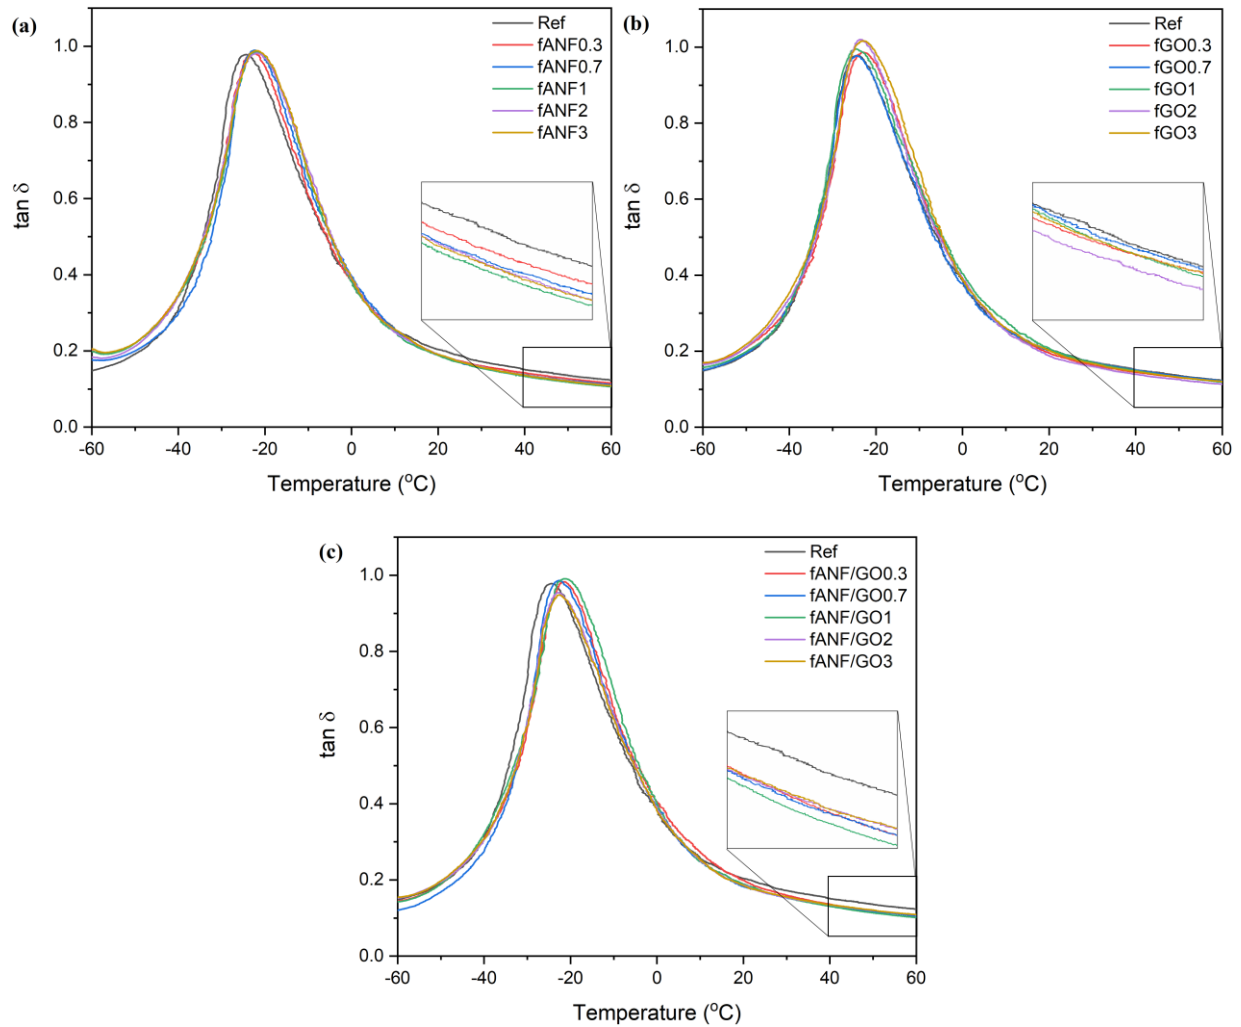 (a)
Ref
fANF0.3
fANF0.7
fANF1
fANF2
fANF3
1.0
0.8
0.6
0.4
0.2
0.0
tan δ
-60 -40 -20 0 20 40 60
Temperature (°C)
(b)
Ref
fGO0.3
fGO0.7
fGO1
fGO2
fGO3
1.0
0.8
0.6
0.4
0.2
0.0
tan δ
-60 -40 -20 0 20 40 60
Temperature (°C)
(c)
Ref
fANF/GO0.3
fANF/GO0.7
fANF/GO1
fANF/GO2
fANF/GO3
1.0
0.8
0.6
0.4
0.2
0.0
tan δ
-60 -40 -20 0 20 40 60
Temperature (°C)